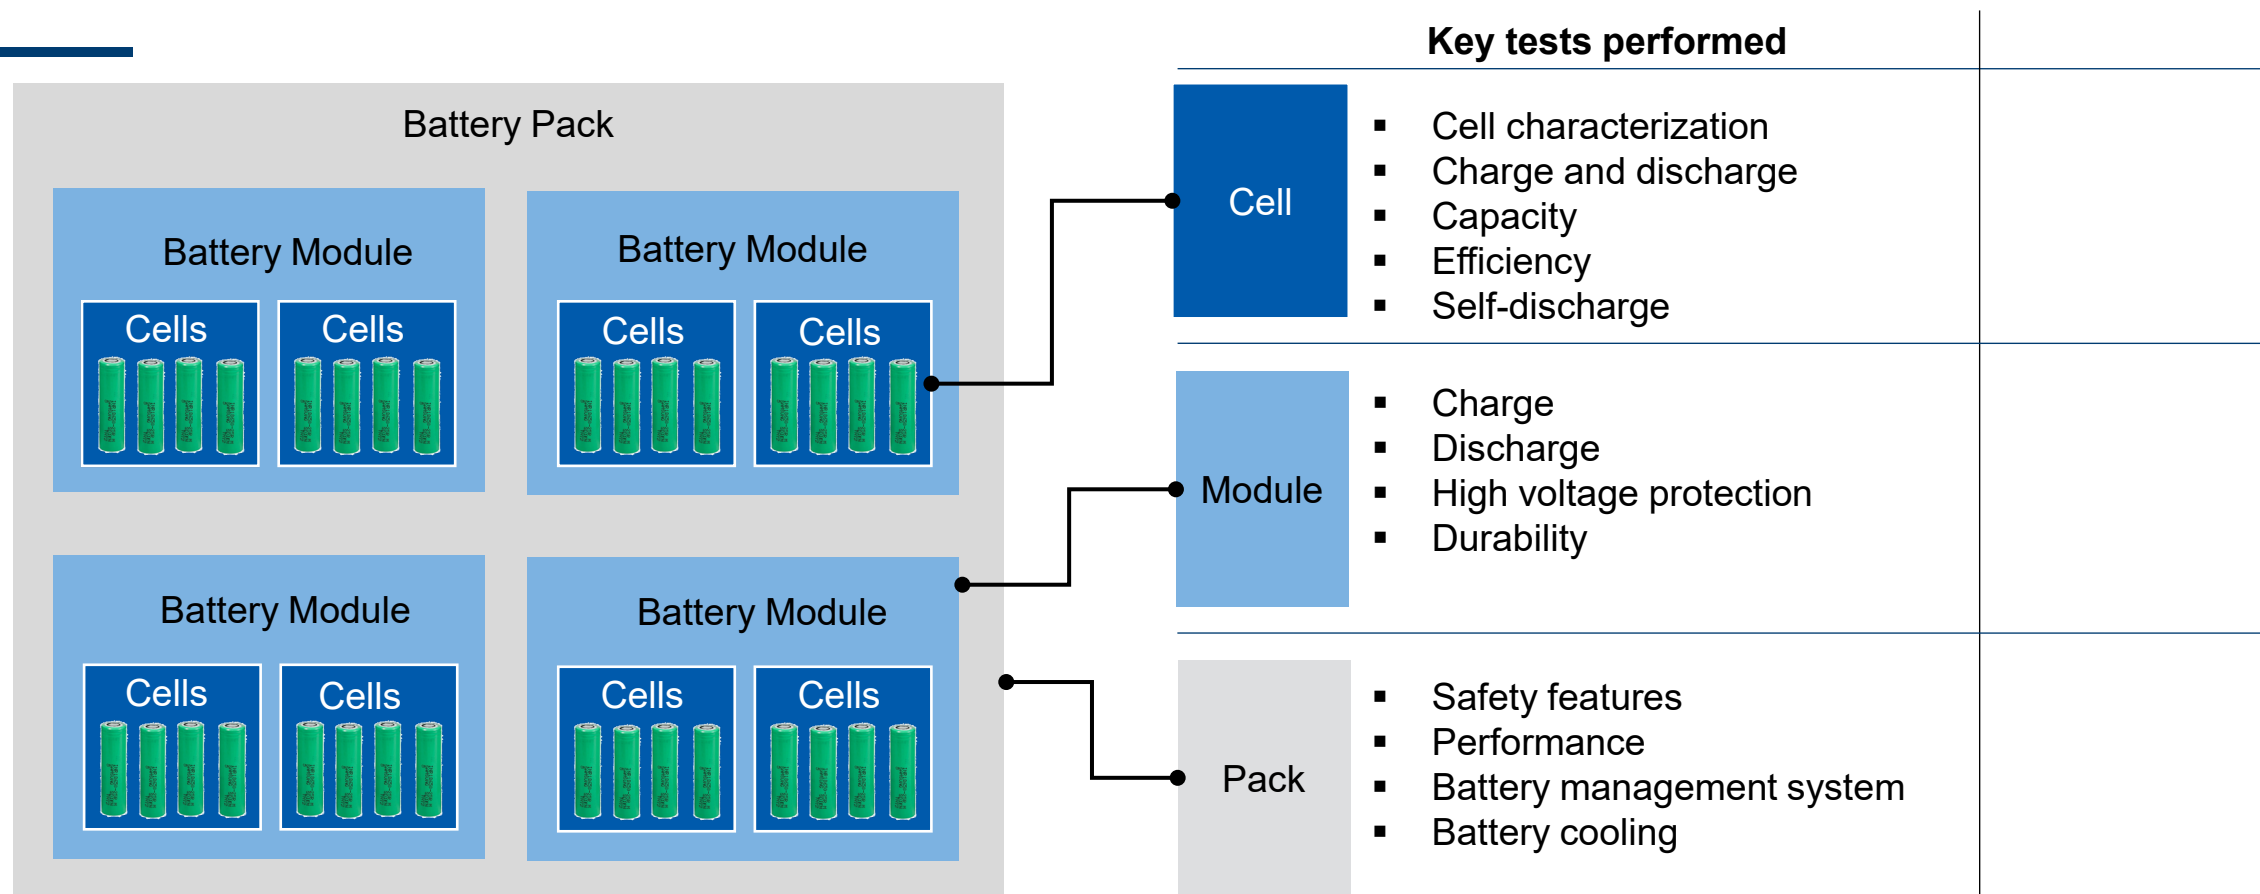 Key tests performed
Battery Pack
Battery Module
Battery Module
Cells
Cells
Cells
Cells
Battery Module
Battery Module
Cells
Cells
Cells
Cells
Cell
▪ Cell characterization
▪ Charge and discharge
▪ Capacity
▪ Efficiency
▪ Self-discharge
Module
▪ Charge
▪ Discharge
▪ High voltage protection
▪ Durability
Pack
▪ Safety features
▪ Performance
▪ Battery management system
▪ Battery cooling